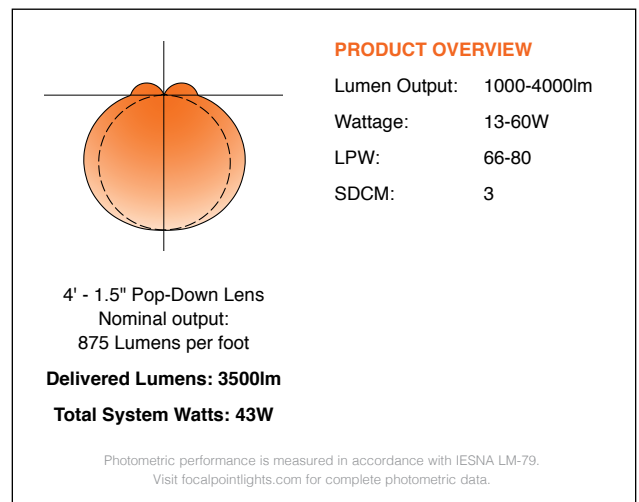 PRODUCT OVERVIEW
Lumen Output: 1000-4000lm
Wattage: 13-60W
LPW: 66-80
SDCM: 3
4' - 1.5" Pop-Down Lens
Nominal output:
875 Lumens per foot
Delivered Lumens: 3500lm
Total System Watts: 43W
Photometric performance is measured in accordance with IESNA LM-79.
Visit focalpointlights.com for complete photometric data.